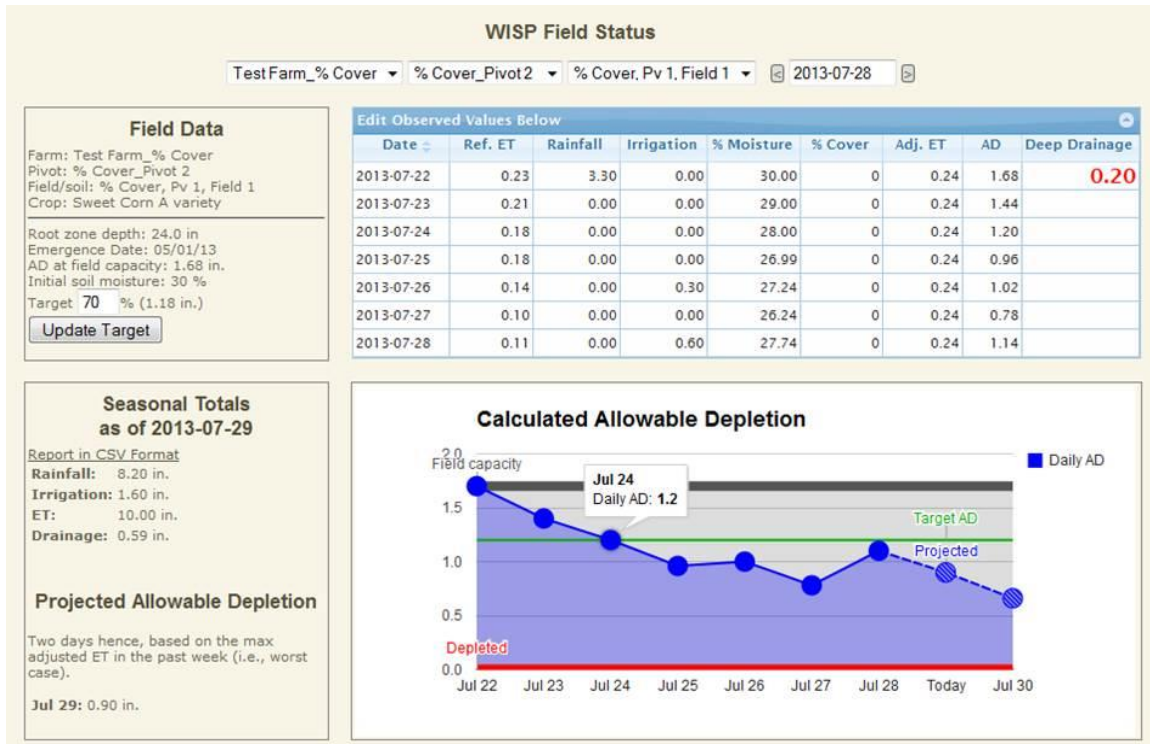 WISP Field Status
Test Farm_% Cover % Cover_Pivot 2 % Cover, Pv 1, Field 1 < 2013-07-28 >
Field Data
Farm: Test Farm_% Cover
Pivot: % Cover_Pivot 2
Field/soil: % Cover, Pv 1, Field 1
Crop: Sweet Corn A variety
Root zone depth: 24.0 in
Emergence Date: 05/01/13
AD at field capacity: 1.68 in.
Initial soil moisture: 30 %
Target 70 % (1.18 in.)
Update Target
Edit Observed Values Below
Date Ref. ET Rainfall Irrigation % Moisture % Cover Adj. ET AD Deep Drainage
2013-07-22 0.23 3.30 0.00 30.00 0 0.24 1.68 0.20
2013-07-23 0.21 0.00 0.00 29.00 0 0.24 1.44
2013-07-24 0.18 0.00 0.00 28.00 0 0.24 1.20
2013-07-25 0.18 0.00 0.00 26.99 0 0.24 0.96
2013-07-26 0.14 0.00 0.30 27.24 0 0.24 1.02
2013-07-27 0.10 0.00 0.00 26.24 0 0.24 0.78
2013-07-28 0.11 0.00 0.60 27.74 0 0.24 1.14
Seasonal Totals
as of 2013-07-29
Report in CSV Format
Rainfall: 8.20 in.
Irrigation: 1.60 in.
ET: 10.00 in.
Drainage: 0.59 in.
Projected Allowable Depletion
Two days hence, based on the max
adjusted ET in the past week (i.e., worst
case).
Jul 29: 0.90 in.
Calculated Allowable Depletion
2.0
Field capacity
Daily AD
Jul 24
Daily AD: 1.2
1.5
Target AD
1.0
Projected
0.5
Depleted
0.0
Jul 22 Jul 23 Jul 24 Jul 25 Jul 26 Jul 27 Jul 28 Today Jul 30